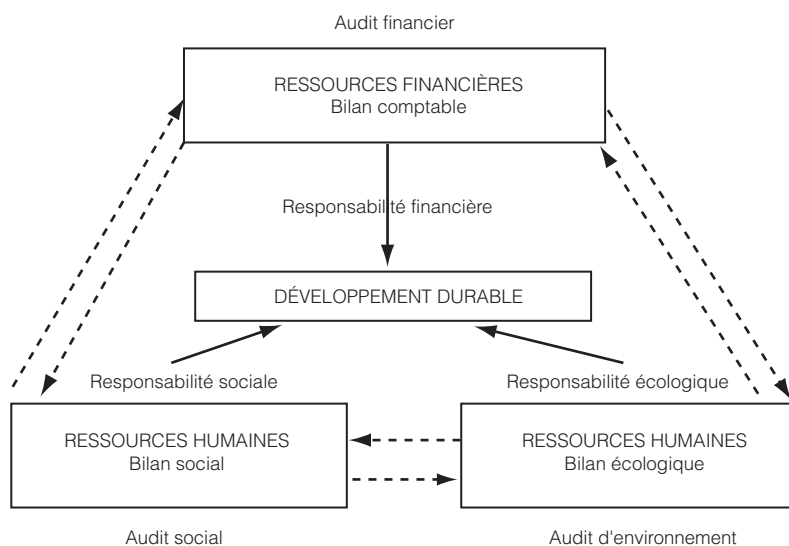 Audit financier
RESSOURCES FINANCIÈRES
Bilan comptable
Responsabilité financière
DÉVELOPPEMENT DURABLE
Responsabilité sociale
Responsabilité écologique
RESSOURCES HUMAINES
Bilan social
RESSOURCES HUMAINES
Bilan écologique
Audit social
Audit d'environnement